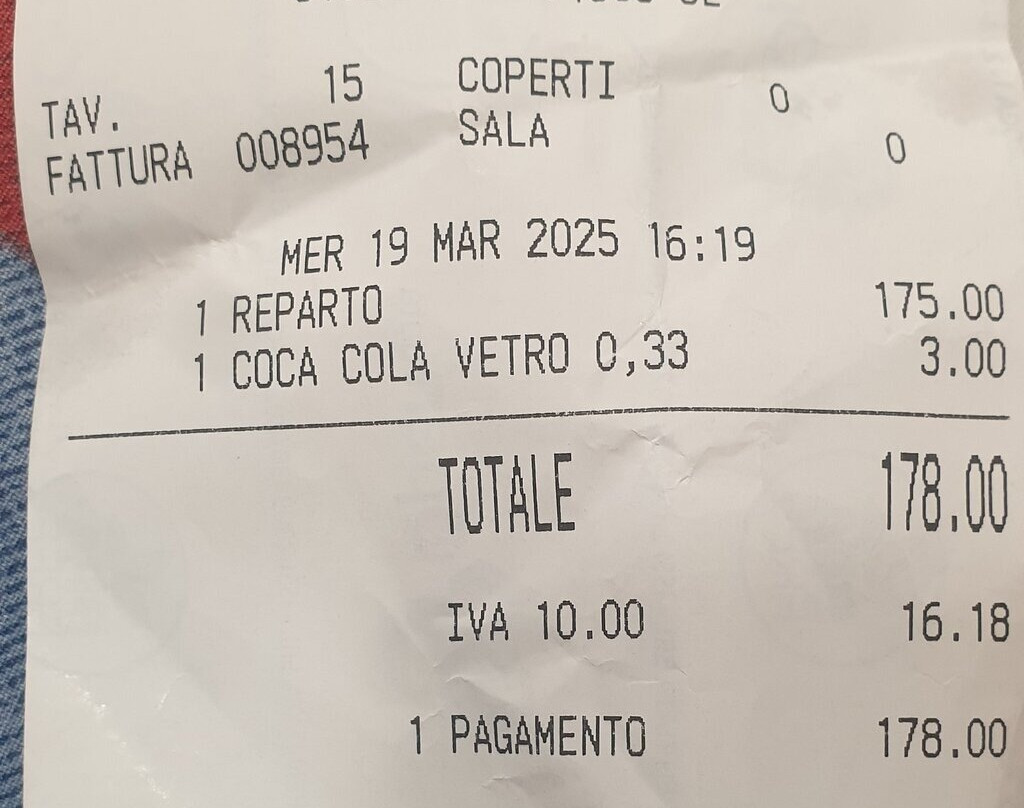 TAV. 15 COPERTI 0
FATTURA 008954 SALA 0
MER 19 MAR 2025 16:19
1 REPARTO 175.00
1 COCA COLA VETRO 0,33 3.00
TOTALE 178.00
IVA 10.00 16.18
1 PAGAMENTO 178.00